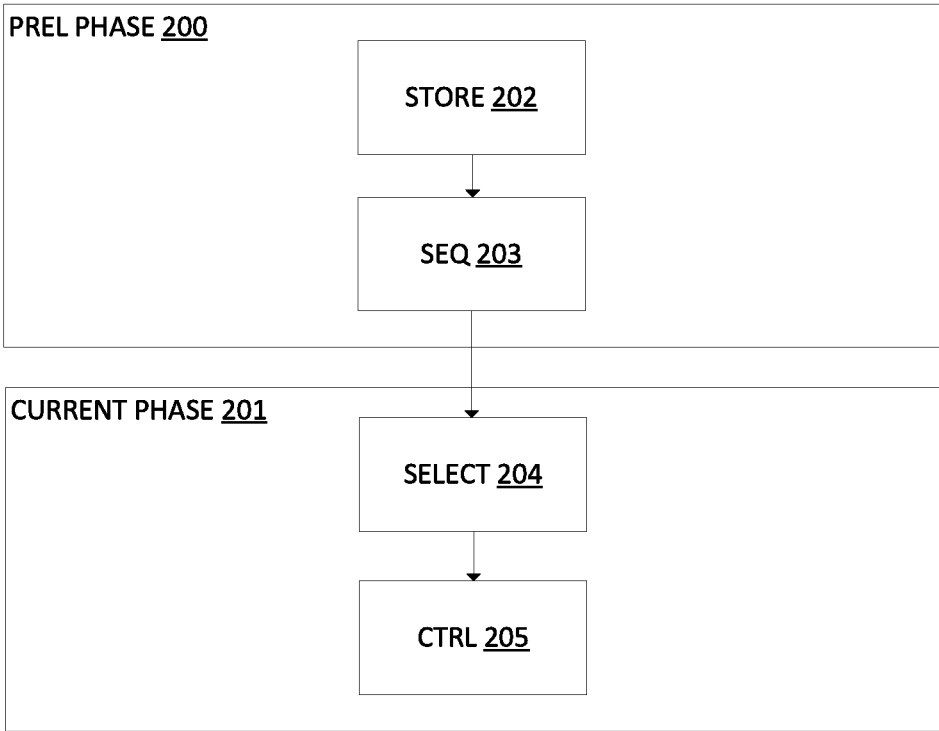 PREL PHASE 200
STORE 202
SEQ 203
CURRENT PHASE 201
SELECT 204
CTRL 205